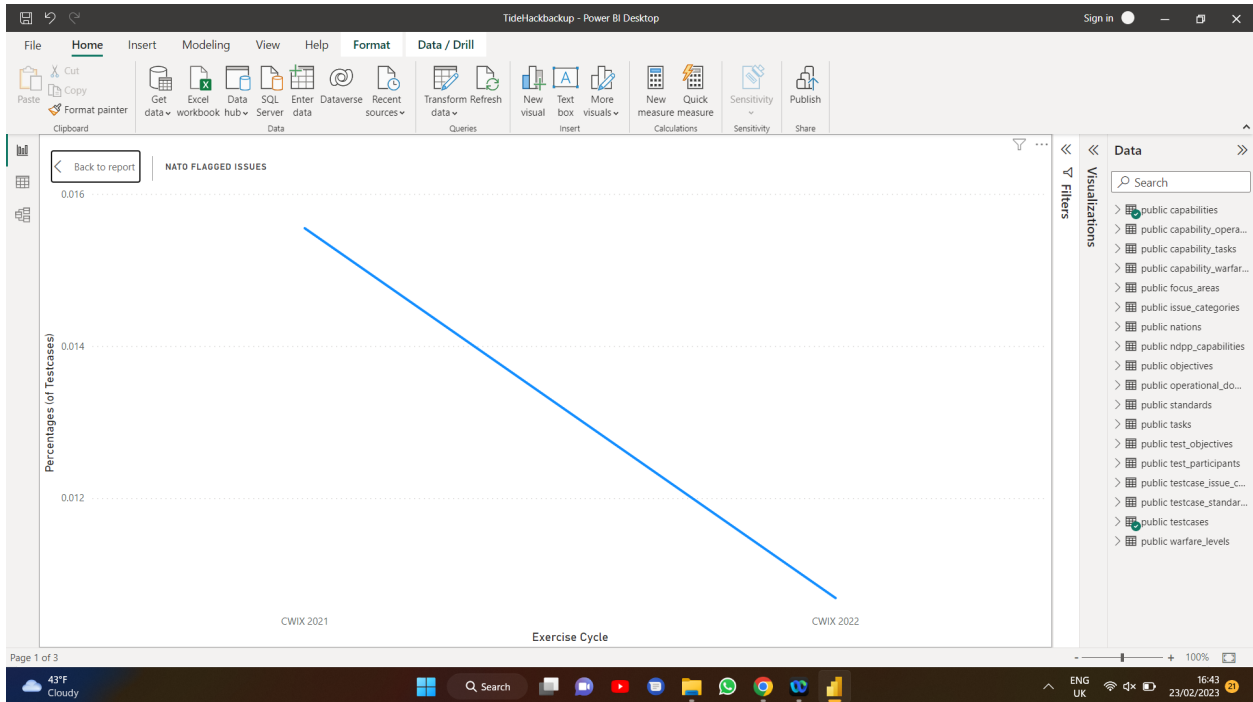 TideHackbackup - Power BI Desktop
Sign in
File Home Insert Modeling View Help Format Data / Drill
Paste
Cut
Copy
Format painter
Clipboard
Get data
Excel workbook
Data hub
SQL Server
Enter data
Dataverse
Recent sources
Data
Transform data
Refresh
Queries
New visual
Text box
More visuals
Insert
New measure
Quick measure
Calculations
Sensitivity
Sensitivity
Publish
Share
Back to report
NATO FLAGGED ISSUES
0.016
0.014
0.012
Percentages (of Testcases)
CWIX 2021
CWIX 2022
Exercise Cycle
Filters
Visualizations
Data
Search
public capabilities
public capability_opera...
public capability_tasks
public capability_warfar...
public focus_areas
public issue_categories
public nations
public ndpp_capabilities
public objectives
public operational_do...
public standards
public tasks
public test_objectives
public test_participants
public testcase_issue_c...
public testcase_standar...
public testcases
public warfare_levels
Page 1 of 3
- + 100%
43°F
Cloudy
Search
ENG
UK
16:43
23/02/2023
21